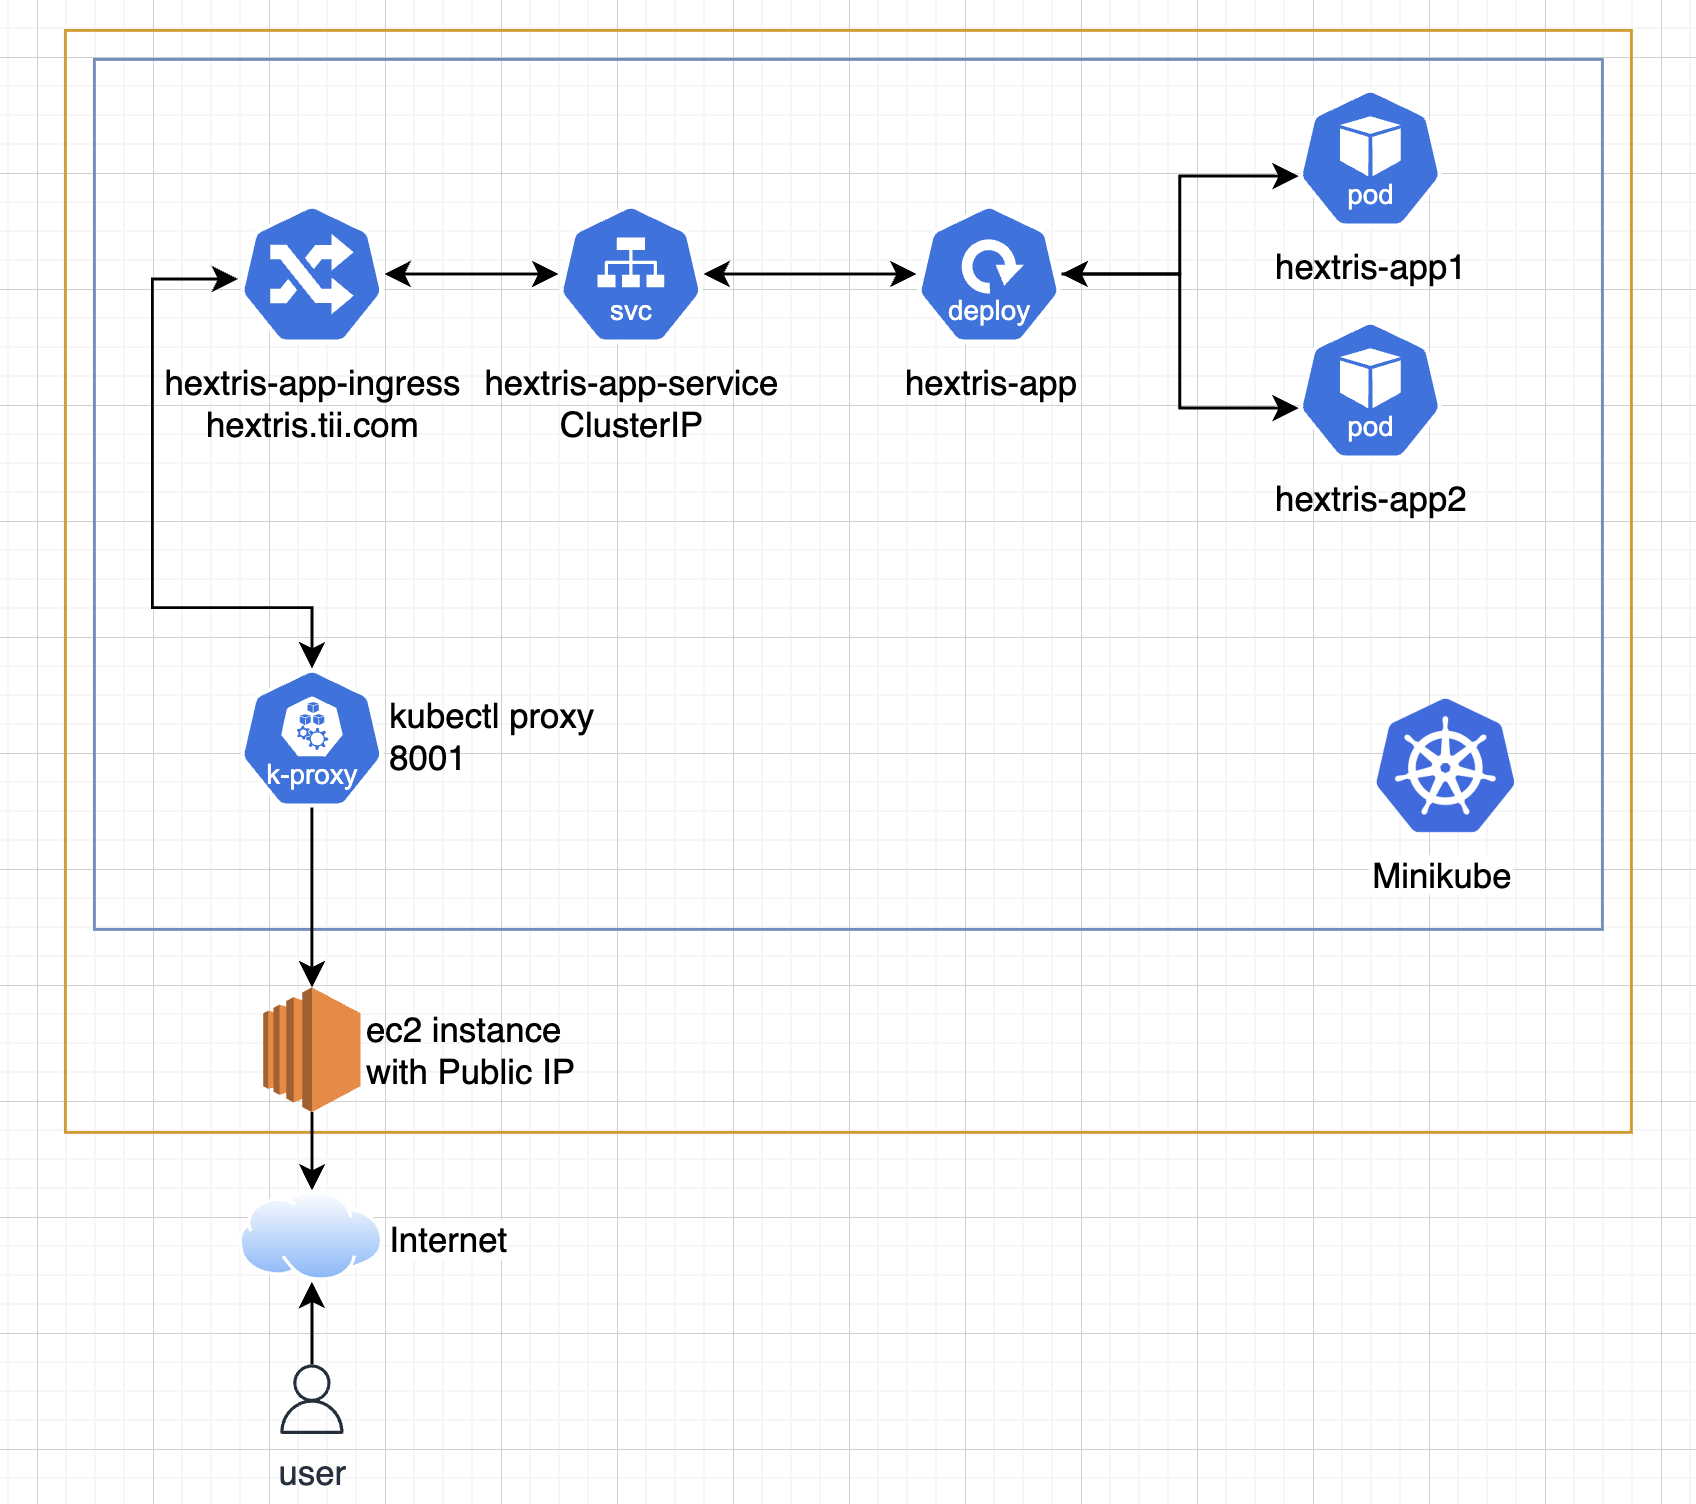 pod
hextris-app1
svc
deploy
hextris-app-ingress
hextris.tii.com
hextris-app-service
ClusterIP
hextris-app
pod
hextris-app2
k-proxy
kubectl proxy
8001
Minikube
ec2 instance
with Public IP
Internet
user